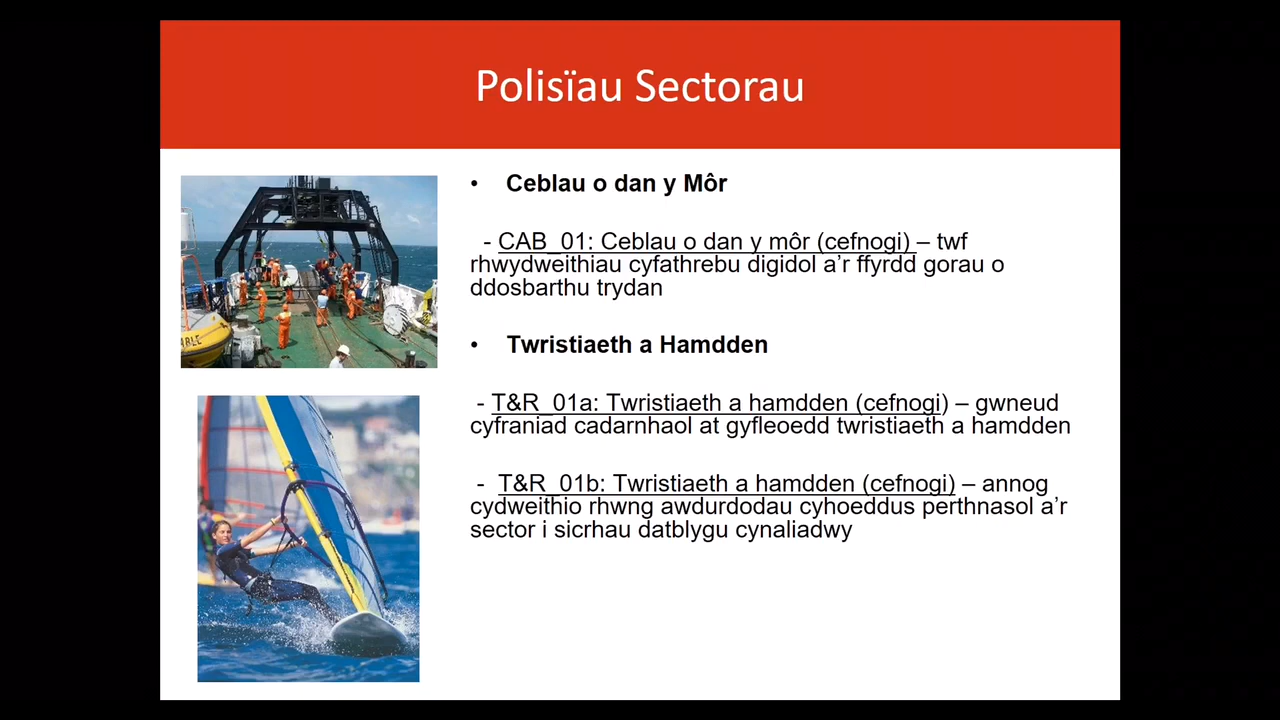 Polisïau Sectorau
• Ceblau o dan y Môr
- CAB_01: Ceblau o dan y môr (cefnogi) – twf
rhwydweithiau cyfathrebu digidol a’r ffyrdd gorau o
ddosbarthu trydan
• Twristiaeth a Hamdden
- T&R_01a: Twristiaeth a hamdden (cefnogi) – gwneud
cyfraniad cadarnhaol at gyfleoedd twristiaeth a hamdden
- T&R_01b: Twristiaeth a hamdden (cefnogi) – annog
cydweithio rhwng awdurdodau cyhoeddus perthnasol a’r
sector i sicrhau datblygu cynaliadwy